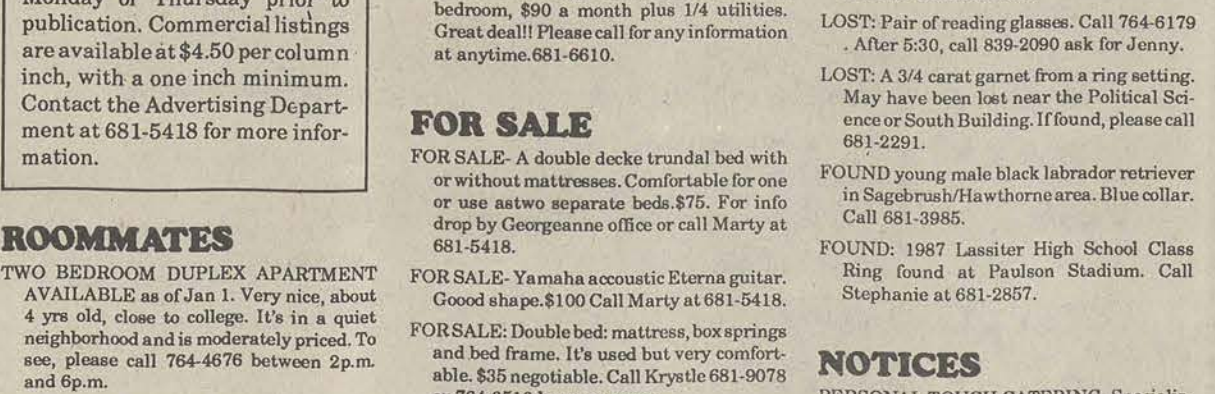 Monday or Thursday prior to
publication. Commercial listings
are available at $4.50 per column
inch, with a one inch minimum.
Contact the Advertising Depart-
ment at 681-5418 for more infor-
mation.
ROOMMATES
TWO BEDROOM DUPLEX APARTMENT
AVAILABLE as of Jan 1. Very nice, about
4 yrs old, close to college. It's in a quiet
neighborhood and is moderately priced. To
see, please call 764-4676 between 2p.m.
and 6p.m.
bedroom, $90 a month plus 1/4 utilities.
Great deal!! Please call for any information
at anytime.681-6610.
FOR SALE
FOR SALE- A double decke trundal bed with
or without mattresses. Comfortable for one
or use astwo separate beds.$75. For info
drop by Georgeanne office or call Marty at
681-5418.
FOR SALE- Yamaha accoustic Eterna guitar.
Goood shape.$100 Call Marty at 681-5418.
FOR SALE: Double bed: mattress, box springs
and bed frame. It's used but very comfort-
able. $35 negotiable. Call Krystle 681-9078
LOST: Pair of reading glasses. Call 764-6179
. After 5:30, call 839-2090 ask for Jenny.
LOST: A 3/4 carat garnet from a ring setting.
May have been lost near the Political Sci-
ence or South Building. If found, please call
681-2291.
FOUND young male black labrador retriever
in Sagebrush/Hawthorne area. Blue collar.
Call 681-3985.
FOUND: 1987 Lassiter High School Class
Ring found at Paulson Stadium. Call
Stephanie at 681-2857.
NOTICES
PERSONAL TOUCH CATERING